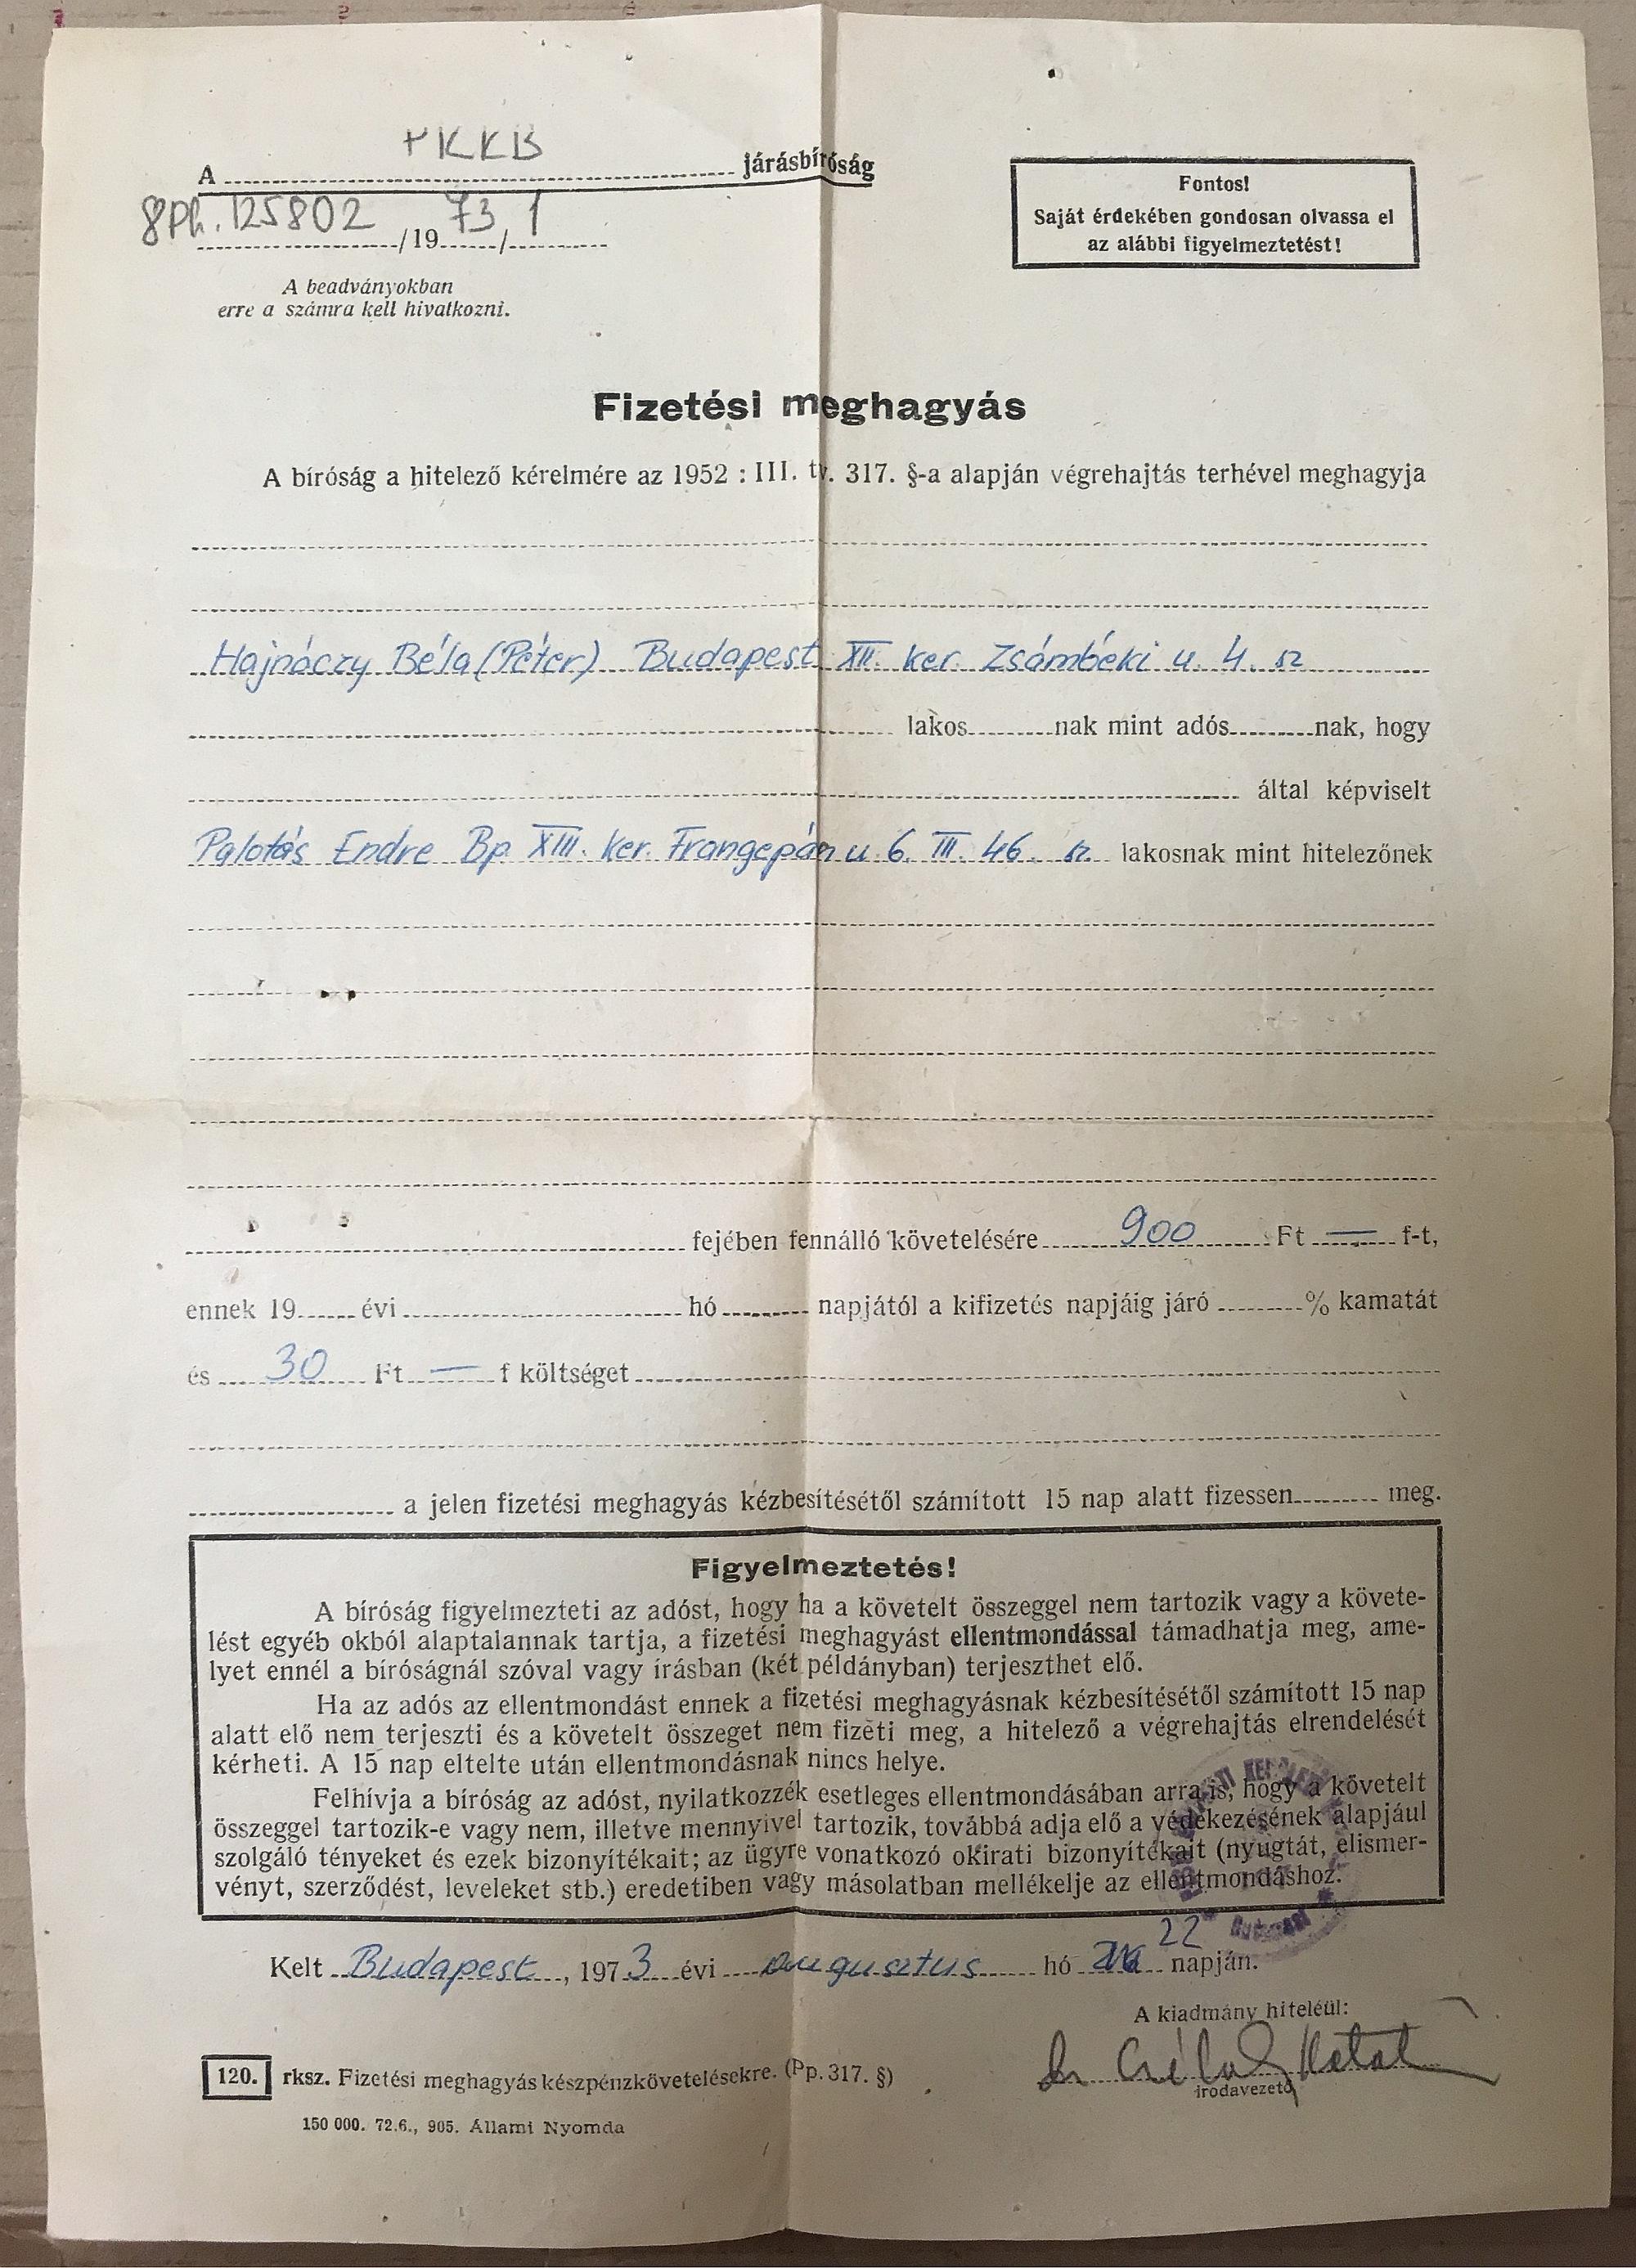 PKKB
A járásbíróság
8Ph. 125802 /19 73 / 1
A beadványokban
erre a számra kell hivatkozni.
Fontos!
Saját érdekében gondosan olvassa el
az alábbi figyelmeztetést!
Fizetési meghagyás
A bíróság a hitelező kérelmére az 1952 : III. tv. 317. §-a alapján végrehajtás terhével meghagyja
Hajnáczy Béla (Péter) Budapest XII. ker. Zsámbéki u. 4. sz
lakos nak mint adós nak, hogy
által képviselt
Palotás Endre Bp. XIII. ker. Frangepán u. 6. III. 46. sz. lakosnak mint hitelezőnek
fejében fennálló követelésére 900 Ft — f-t,
ennek 19 évi hó napjától a kifizetés napjáig járó % kamatát
és 30 Ft — f költséget
a jelen fizetési meghagyás kézbesítésétől számított 15 nap alatt fizessen meg.
Figyelmeztetés!
A bíróság figyelmezteti az adóst, hogy ha a követelt összeggel nem tartozik vagy a követe-
lést egyéb okból alaptalannak tartja, a fizetési meghagyást ellentmondással támadhatja meg, ame-
lyet ennél a bíróságnál szóval vagy írásban (két példányban) terjeszthet elő.
Ha az adós az ellentmondást ennek a fizetési meghagyásnak kézbesítésétől számított 15 nap
alatt elő nem terjeszti és a követelt összeget nem fizeti meg, a hitelező a végrehajtás elrendelését
kérheti. A 15 nap eltelte után ellentmondásnak nincs helye.
Felhívja a bíróság az adóst, nyilatkozzék esetleges ellentmondásában arra is, hogy a követelt
összeggel tartozik-e vagy nem, illetve mennyivel tartozik, továbbá adja elő a védekezésének alapjául
szolgáló tényeket és ezek bizonyítékait; az ügyre vonatkozó okirati bizonyítékait (nyugtát, elismer-
vényt, szerződést, leveleket stb.) eredetiben vagy másolatban mellékelje az ellentmondáshoz.
Kelt Budapest, 1973 évi augusztus hó 22 napján.
A kiadmány hiteléül:
irodavezető
120. rksz. Fizetési meghagyás készpénzkövetelésekre. (Pp. 317. §)
150 000. 72.6., 905. Állami Nyomda